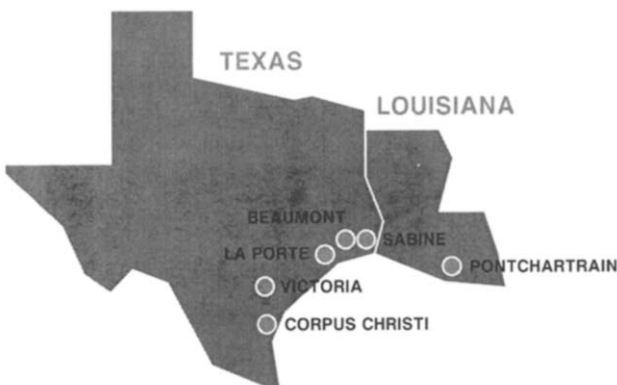 TEXAS
LOUISIANA
BEAUMONT
SABINE
LA PORTE
PONTCHARTRAIN
VICTORIA
CORPUS CHRISTI